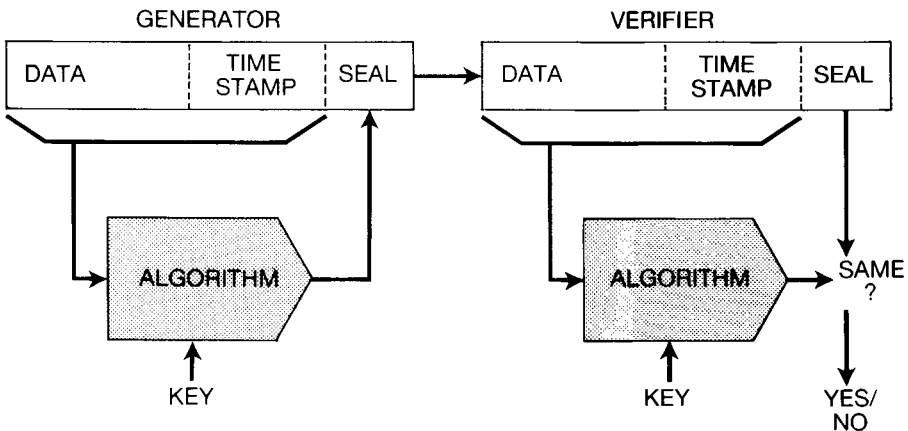 GENERATOR
DATA
TIME
STAMP
SEAL
ALGORITHM
KEY
VERIFIER
DATA
TIME
STAMP
SEAL
ALGORITHM
SAME
?
KEY
YES/
NO